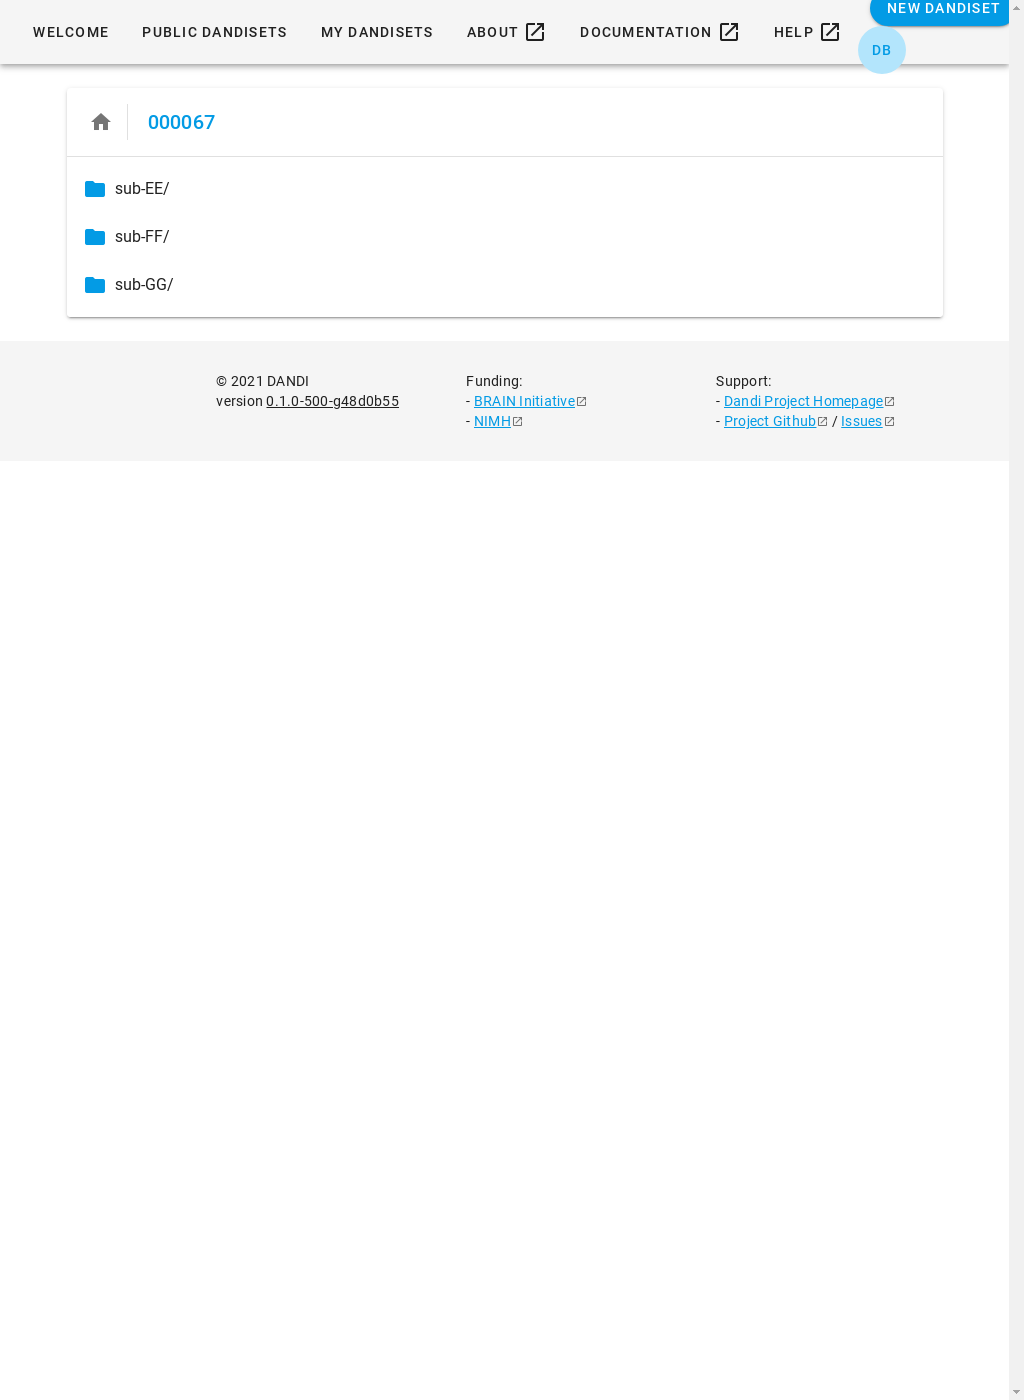 NEW DANDISET
WELCOME PUBLIC DANDISETS MY DANDISETS ABOUT DOCUMENTATION HELP
DB
000067
sub-EE/
sub-FF/
sub-GG/
© 2021 DANDI
version 0.1.0-500-g48d0b55
Funding:
- BRAIN Initiative
- NIMH
Support:
- Dandi Project Homepage
- Project Github / Issues